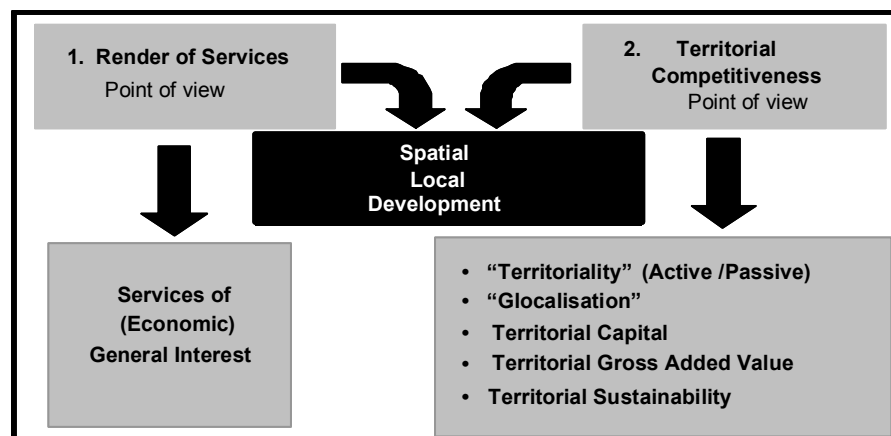 1. Render of Services
Point of view
2. Territorial
Competitiveness
Point of view
Spatial
Local
Development
Services of
(Economic)
General Interest
• “Territoriality” (Active /Passive)
• “Glocalisation”
• Territorial Capital
• Territorial Gross Added Value
• Territorial Sustainability